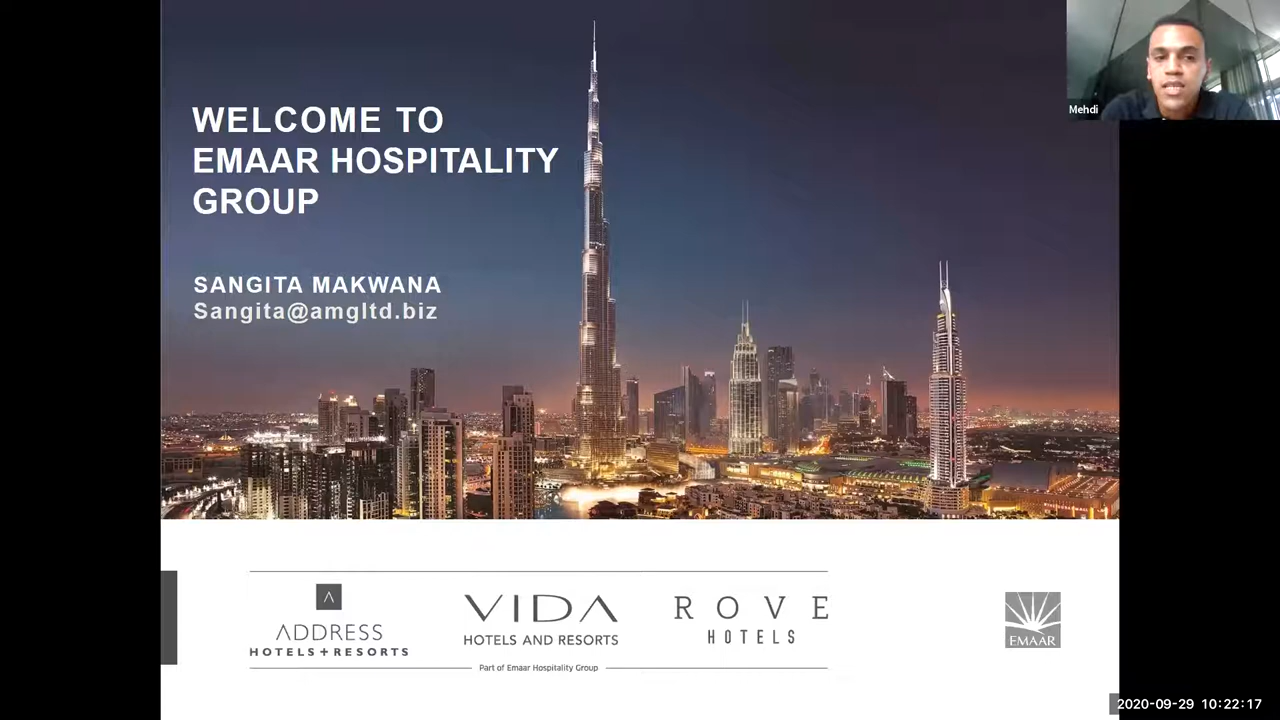 WELCOME TO
EMAAR HOSPITALITY
GROUP
SANGITA MAKWANA
Sangita@amgltd.biz
Mehdi
ADDRESS
HOTELS+RESORTS
VIDA
HOTELS AND RESORTS
ROVE
HOTELS
Part of Emaar Hospitality Group
EMAAR
2020-09-29 10:22:17